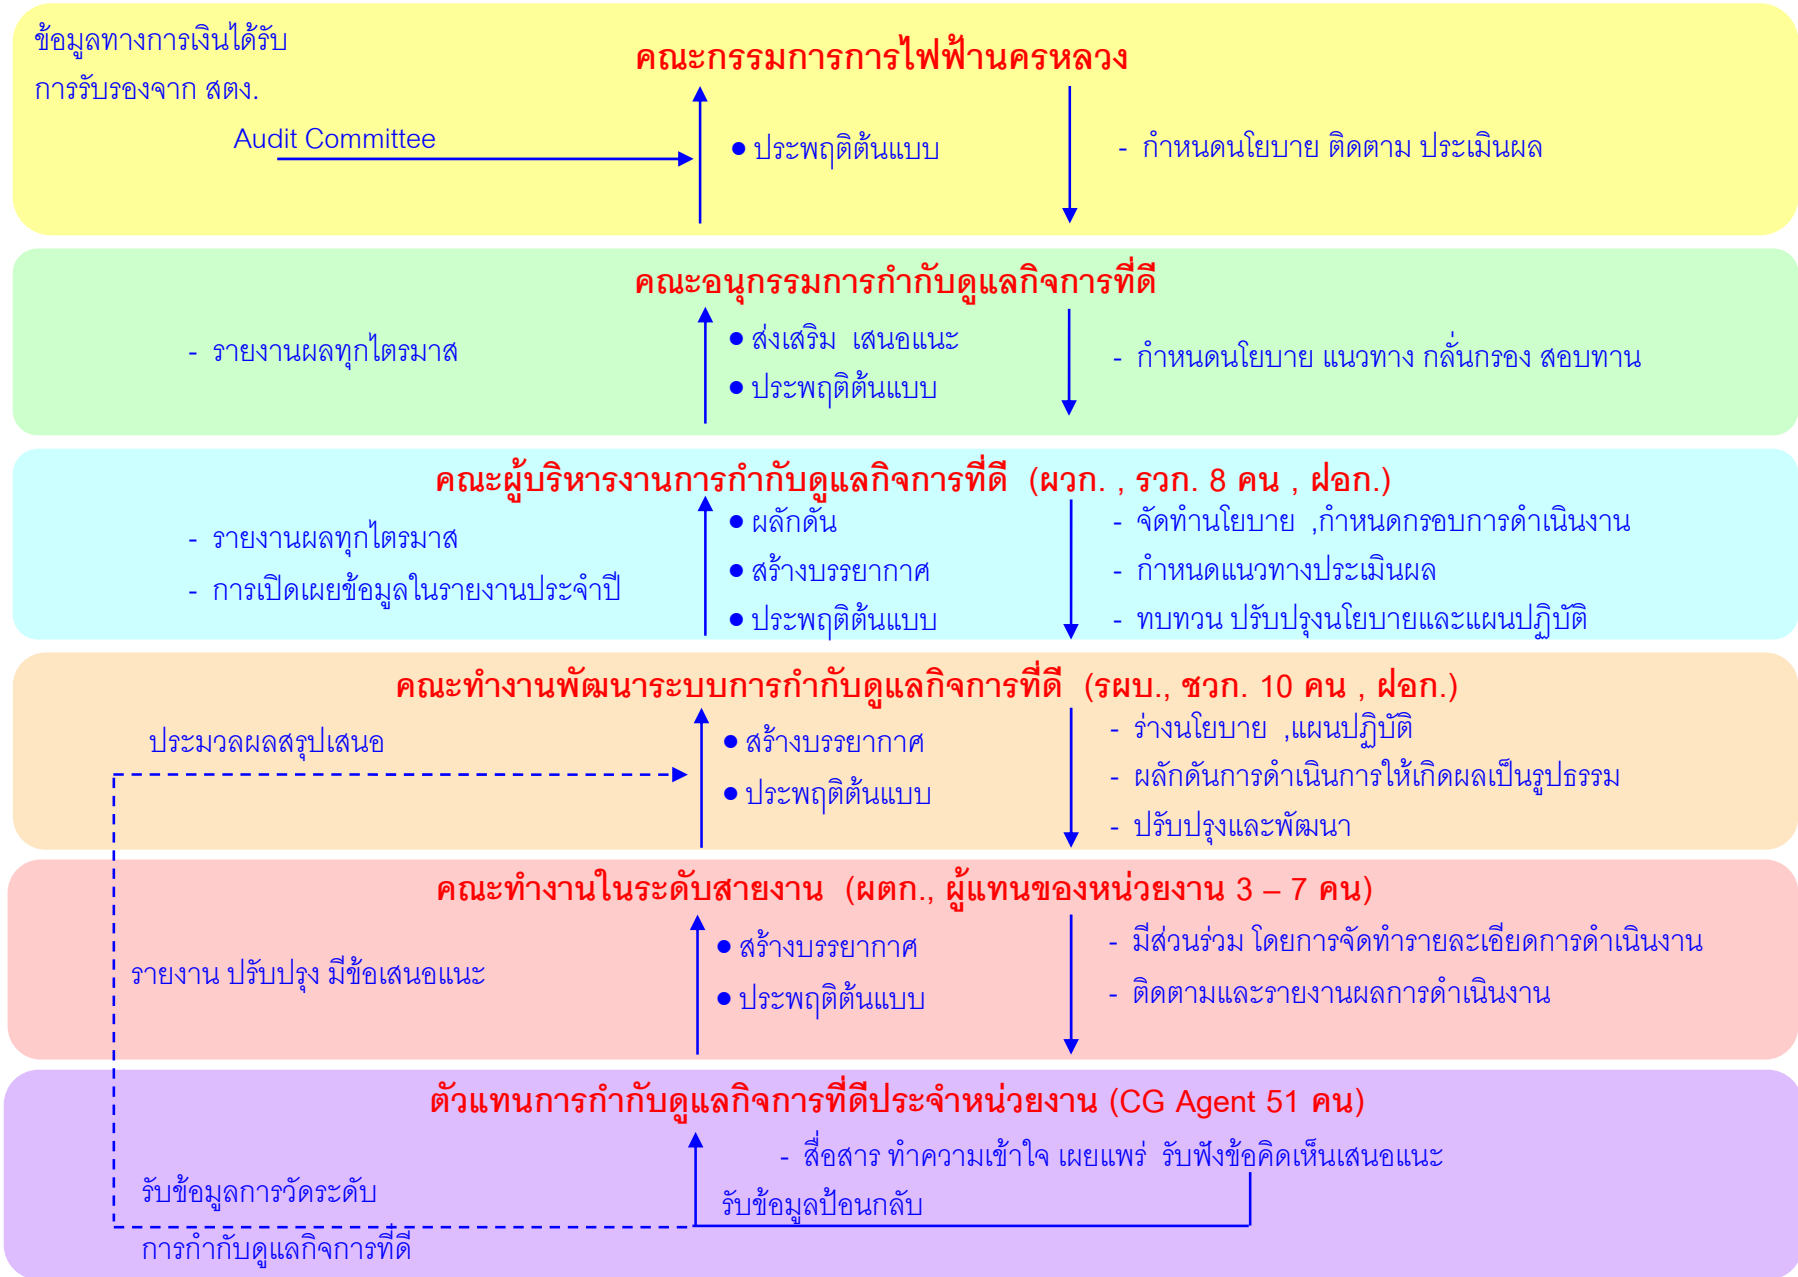 ข้อมูลทางการเงินได้รับ
การรับรองจาก สตง.
คณะกรรมการการไฟฟ้านครหลวง
Audit Committee
● ประพฤติต้นแบบ
- กำหนดนโยบาย ติดตาม ประเมินผล
คณะอนุกรรมการกำกับดูแลกิจการที่ดี
- รายงานผลทุกไตรมาส
● ส่งเสริม เสนอแนะ
● ประพฤติต้นแบบ
- กำหนดนโยบาย แนวทาง กลั่นกรอง สอบทาน
คณะผู้บริหารงานการกำกับดูแลกิจการที่ดี (ผวก. , รวก. 8 คน , ฝอก.)
- รายงานผลทุกไตรมาส
- การเปิดเผยข้อมูลในรายงานประจำปี
● ผลักดัน
● สร้างบรรยากาศ
● ประพฤติต้นแบบ
- จัดทำนโยบาย ,กำหนดกรอบการดำเนินงาน
- กำหนดแนวทางประเมินผล
- ทบทวน ปรับปรุงนโยบายและแผนปฏิบัติ
คณะทำงานพัฒนาระบบการกำกับดูแลกิจการที่ดี (รผบ., ชวก. 10 คน , ฝอก.)
ประมวลผลสรุปเสนอ
● สร้างบรรยากาศ
● ประพฤติต้นแบบ
- ร่างนโยบาย ,แผนปฏิบัติ
- ผลักดันการดำเนินการให้เกิดผลเป็นรูปธรรม
- ปรับปรุงและพัฒนา
คณะทำงานในระดับสายงาน (ผตก., ผู้แทนของหน่วยงาน 3 – 7 คน)
รายงาน ปรับปรุง มีข้อเสนอแนะ
● สร้างบรรยากาศ
● ประพฤติต้นแบบ
- มีส่วนร่วม โดยการจัดทำรายละเอียดการดำเนินงาน
- ติดตามและรายงานผลการดำเนินงาน
ตัวแทนการกำกับดูแลกิจการที่ดีประจำหน่วยงาน (CG Agent 51 คน)
- สื่อสาร ทำความเข้าใจ เผยแพร่ รับฟังข้อคิดเห็นเสนอแนะ
รับข้อมูลการวัดระดับ
การกำกับดูแลกิจการที่ดี
รับข้อมูลป้อนกลับ